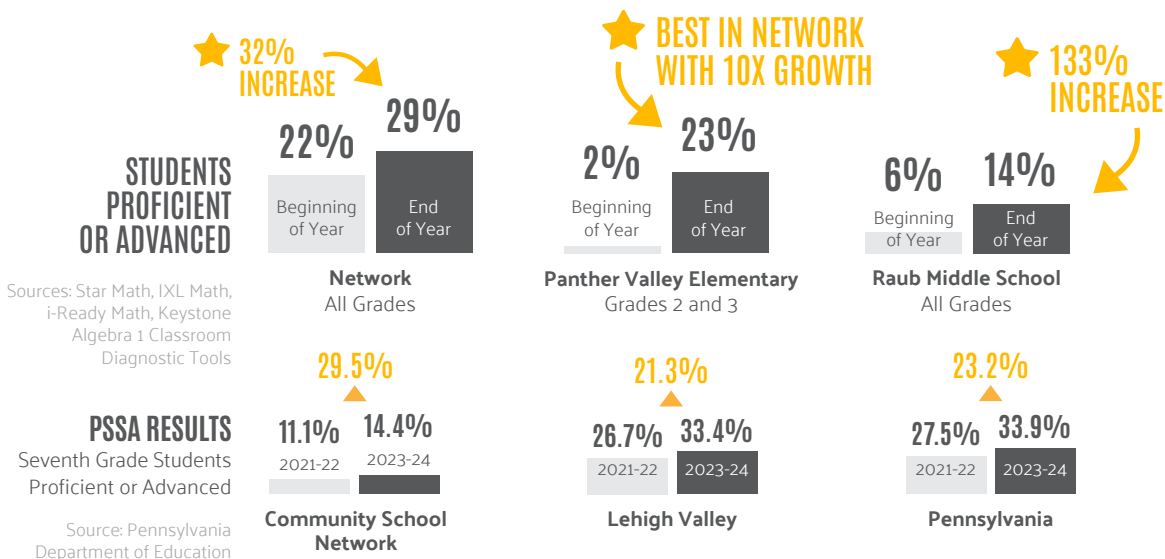 32%
INCREASE
BEST IN NETWORK
WITH 10X GROWTH
133%
INCREASE
STUDENTS
PROFICIENT
OR ADVANCED
Sources: Star Math, IXL Math,
i-Ready Math, Keystone
Algebra 1 Classroom
Diagnostic Tools
22%
29%
Beginning
of Year
End
of Year
Network
All Grades
2%
23%
Beginning
of Year
End
of Year
Panther Valley Elementary
Grades 2 and 3
6%
14%
Beginning
of Year
End
of Year
Raub Middle School
All Grades
PSSA RESULTS
Seventh Grade Students
Proficient or Advanced
Source: Pennsylvania
Department of Education
29.5%
11.1%
14.4%
2021-22
2023-24
Community School
Network
21.3%
26.7%
33.4%
2021-22
2023-24
Lehigh Valley
23.2%
27.5%
33.9%
2021-22
2023-24
Pennsylvania